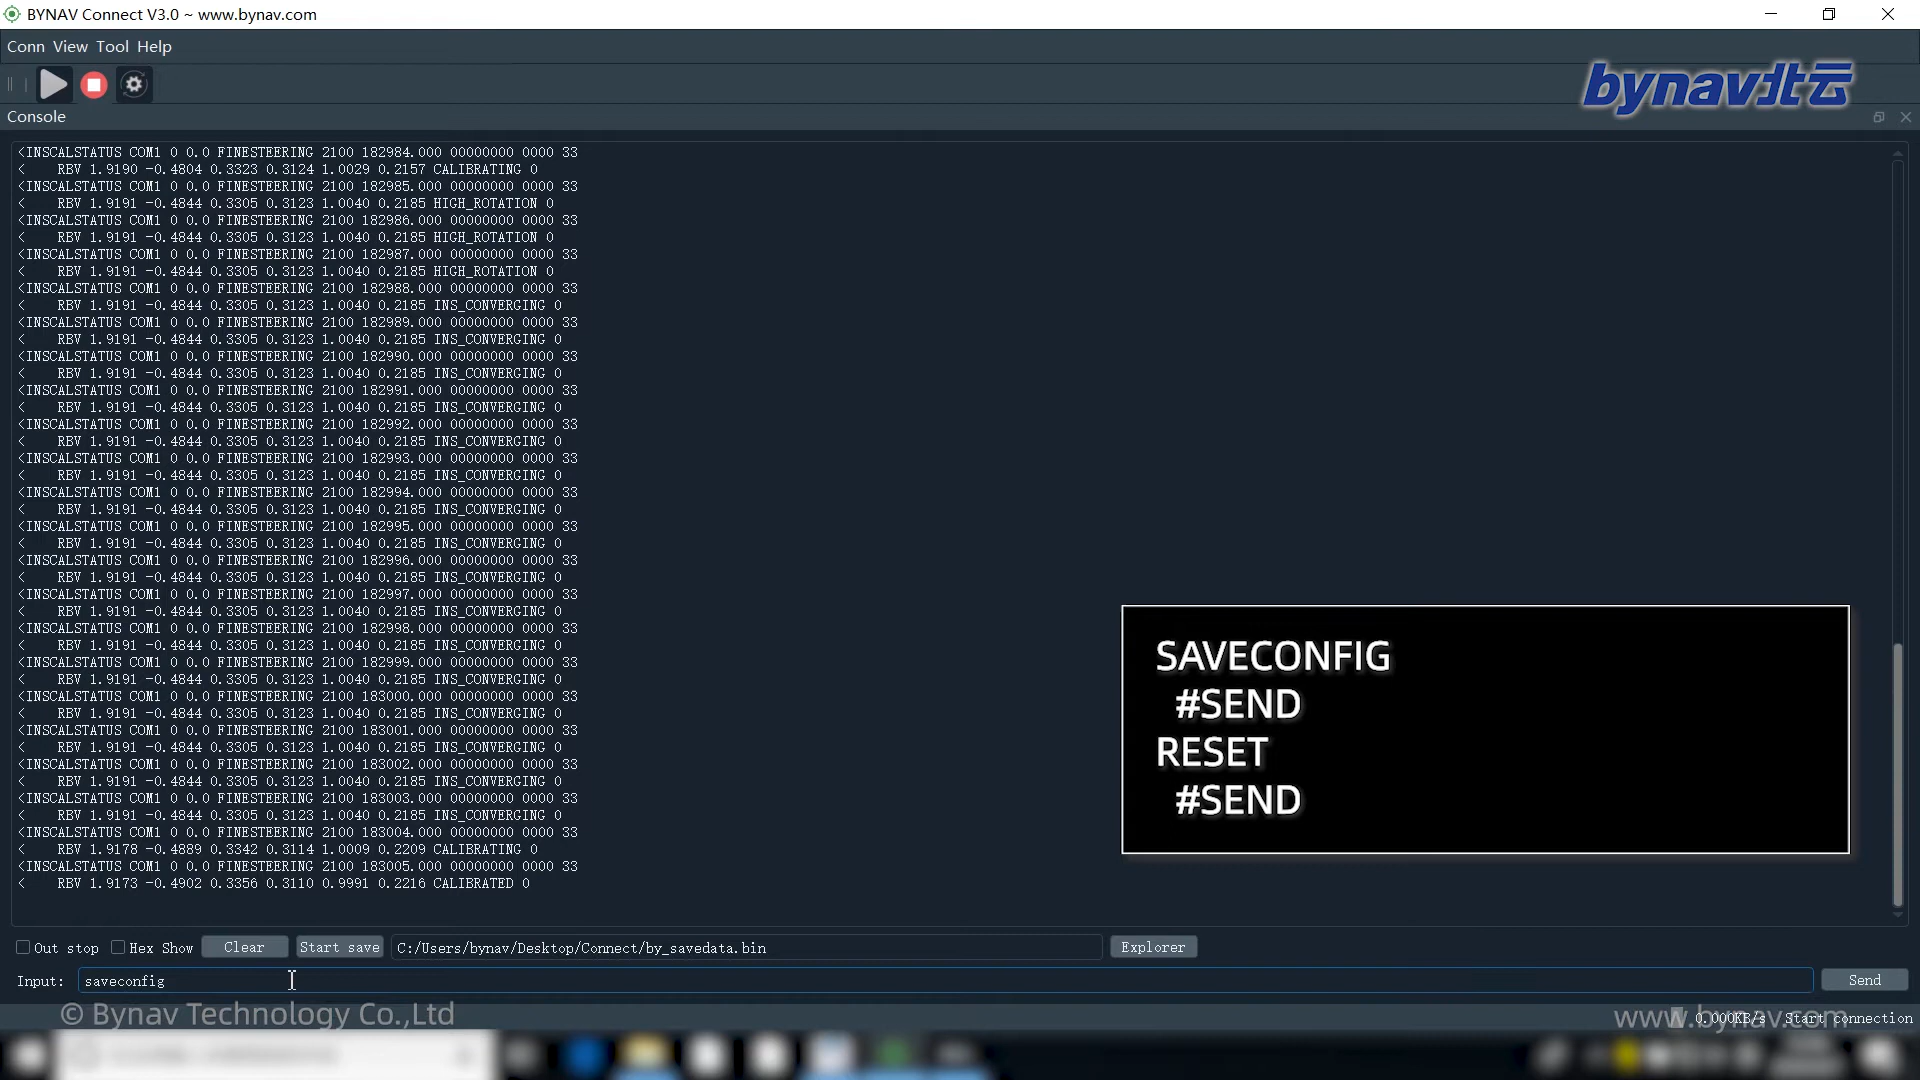 BYNAV Connect V3.0 ~ www.bynav.com
Conn View Tool Help
bynav北云
Console
<INSCALSTATUS COM1 0 0.0 FINESTEERING 2100 182984.000 00000000 0000 33
< RBV 1.9190 -0.4804 0.3323 0.3124 1.0029 0.2157 CALIBRATING 0
<INSCALSTATUS COM1 0 0.0 FINESTEERING 2100 182985.000 00000000 0000 33
< RBV 1.9191 -0.4844 0.3305 0.3123 1.0040 0.2185 HIGH_ROTATION 0
<INSCALSTATUS COM1 0 0.0 FINESTEERING 2100 182986.000 00000000 0000 33
< RBV 1.9191 -0.4844 0.3305 0.3123 1.0040 0.2185 HIGH_ROTATION 0
<INSCALSTATUS COM1 0 0.0 FINESTEERING 2100 182987.000 00000000 0000 33
< RBV 1.9191 -0.4844 0.3305 0.3123 1.0040 0.2185 HIGH_ROTATION 0
<INSCALSTATUS COM1 0 0.0 FINESTEERING 2100 182988.000 00000000 0000 33
< RBV 1.9191 -0.4844 0.3305 0.3123 1.0040 0.2185 INS_CONVERGING 0
<INSCALSTATUS COM1 0 0.0 FINESTEERING 2100 182989.000 00000000 0000 33
< RBV 1.9191 -0.4844 0.3305 0.3123 1.0040 0.2185 INS_CONVERGING 0
<INSCALSTATUS COM1 0 0.0 FINESTEERING 2100 182990.000 00000000 0000 33
< RBV 1.9191 -0.4844 0.3305 0.3123 1.0040 0.2185 INS_CONVERGING 0
<INSCALSTATUS COM1 0 0.0 FINESTEERING 2100 182991.000 00000000 0000 33
< RBV 1.9191 -0.4844 0.3305 0.3123 1.0040 0.2185 INS_CONVERGING 0
<INSCALSTATUS COM1 0 0.0 FINESTEERING 2100 182992.000 00000000 0000 33
< RBV 1.9191 -0.4844 0.3305 0.3123 1.0040 0.2185 INS_CONVERGING 0
<INSCALSTATUS COM1 0 0.0 FINESTEERING 2100 182993.000 00000000 0000 33
< RBV 1.9191 -0.4844 0.3305 0.3123 1.0040 0.2185 INS_CONVERGING 0
<INSCALSTATUS COM1 0 0.0 FINESTEERING 2100 182994.000 00000000 0000 33
< RBV 1.9191 -0.4844 0.3305 0.3123 1.0040 0.2185 INS_CONVERGING 0
<INSCALSTATUS COM1 0 0.0 FINESTEERING 2100 182995.000 00000000 0000 33
< RBV 1.9191 -0.4844 0.3305 0.3123 1.0040 0.2185 INS_CONVERGING 0
<INSCALSTATUS COM1 0 0.0 FINESTEERING 2100 182996.000 00000000 0000 33
< RBV 1.9191 -0.4844 0.3305 0.3123 1.0040 0.2185 INS_CONVERGING 0
<INSCALSTATUS COM1 0 0.0 FINESTEERING 2100 182997.000 00000000 0000 33
< RBV 1.9191 -0.4844 0.3305 0.3123 1.0040 0.2185 INS_CONVERGING 0
<INSCALSTATUS COM1 0 0.0 FINESTEERING 2100 182998.000 00000000 0000 33
< RBV 1.9191 -0.4844 0.3305 0.3123 1.0040 0.2185 INS_CONVERGING 0
<INSCALSTATUS COM1 0 0.0 FINESTEERING 2100 182999.000 00000000 0000 33
< RBV 1.9191 -0.4844 0.3305 0.3123 1.0040 0.2185 INS_CONVERGING 0
<INSCALSTATUS COM1 0 0.0 FINESTEERING 2100 183000.000 00000000 0000 33
< RBV 1.9191 -0.4844 0.3305 0.3123 1.0040 0.2185 INS_CONVERGING 0
<INSCALSTATUS COM1 0 0.0 FINESTEERING 2100 183001.000 00000000 0000 33
< RBV 1.9191 -0.4844 0.3305 0.3123 1.0040 0.2185 INS_CONVERGING 0
<INSCALSTATUS COM1 0 0.0 FINESTEERING 2100 183002.000 00000000 0000 33
< RBV 1.9191 -0.4844 0.3305 0.3123 1.0040 0.2185 INS_CONVERGING 0
<INSCALSTATUS COM1 0 0.0 FINESTEERING 2100 183003.000 00000000 0000 33
< RBV 1.9191 -0.4844 0.3305 0.3123 1.0040 0.2185 INS_CONVERGING 0
<INSCALSTATUS COM1 0 0.0 FINESTEERING 2100 183004.000 00000000 0000 33
< RBV 1.9178 -0.4889 0.3342 0.3114 1.0009 0.2209 CALIBRATING 0
<INSCALSTATUS COM1 0 0.0 FINESTEERING 2100 183005.000 00000000 0000 33
< RBV 1.9173 -0.4902 0.3356 0.3110 0.9991 0.2216 CALIBRATED 0
SAVECONFIG
#SEND
RESET
#SEND
Out stop Hex Show Clear Start save C:/Users/bynav/Desktop/Connect/by_savedata.bin Explorer
Input: saveconfig Send
© Bynav Technology Co.,Ltd
www.bynav.com
0.000KB/s Start connection